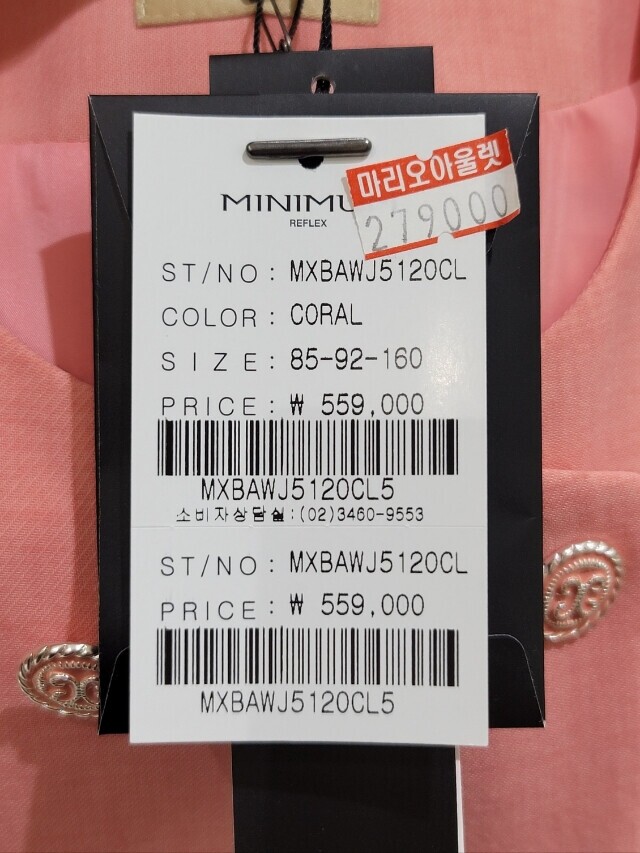 마리오아울렛
279000
MINIMU
REFLEX
ST/NO : MXBAWJ5120CL
COLOR : CORAL
SIZE : 85-92-160
PRICE : ₩ 559,000
MXBAWJ5120CL5
소비자상담실:(02)3460-9553
ST/NO : MXBAWJ5120CL
PRICE : ₩ 559,000
MXBAWJ5120CL5